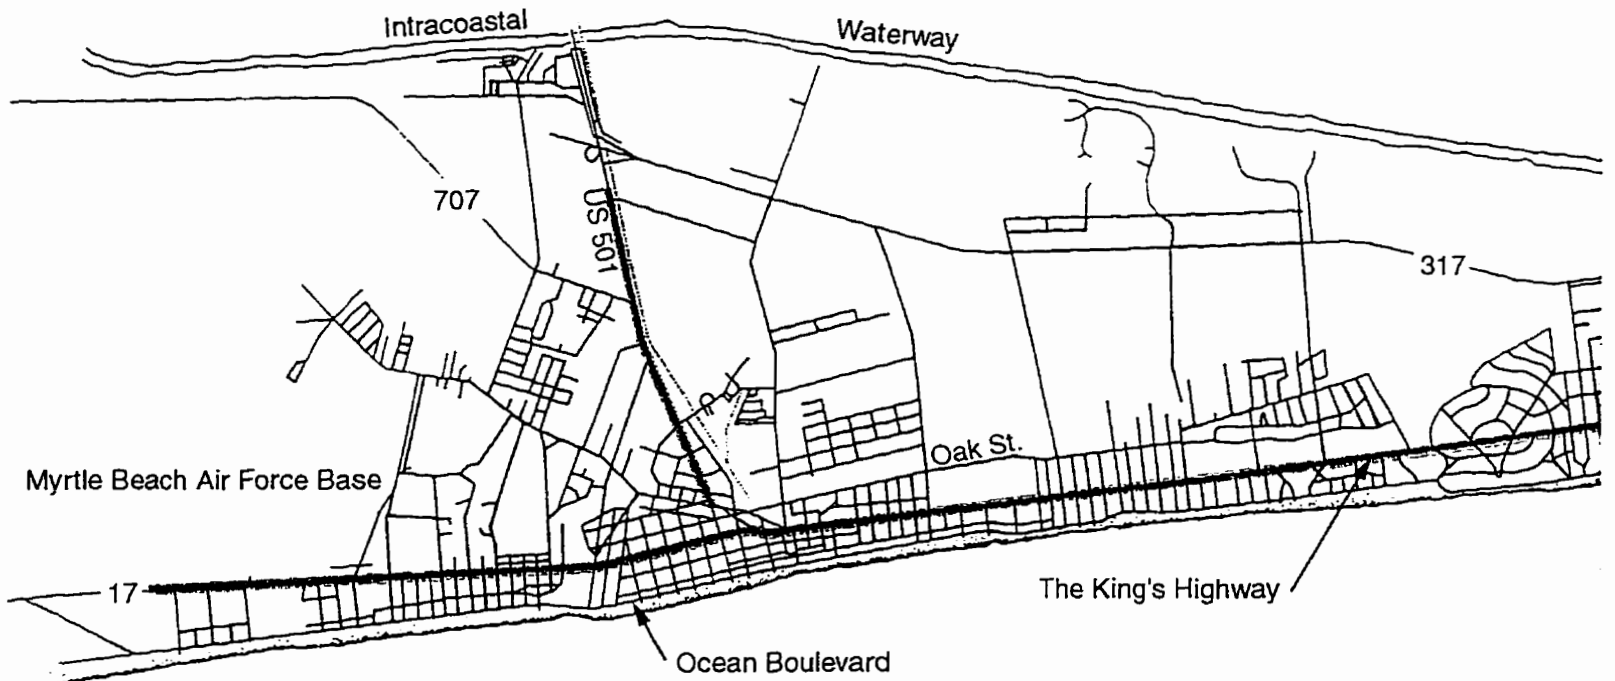 Intracoastal
Waterway
707
US 501
317
Oak St.
Myrtle Beach Air Force Base
17
The King's Highway
Ocean Boulevard